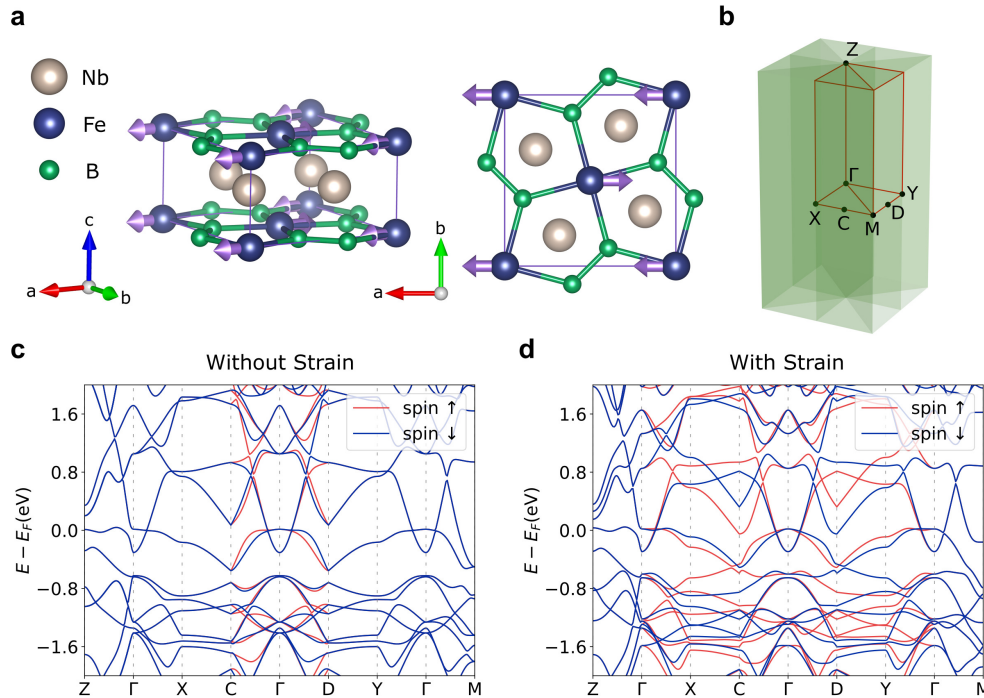 a
Nb
Fe
B
c
a
b
b
a
b
Z
Γ
Y
X
C
M
D
c
Without Strain
E − E_F(eV)
1.6
0.8
0.0
−0.8
−1.6
spin ↑
spin ↓
Z Γ X C Γ D Y Γ M
d
With Strain
E − E_F(eV)
1.6
0.8
0.0
−0.8
−1.6
spin ↑
spin ↓
Z Γ X C Γ D Y Γ M